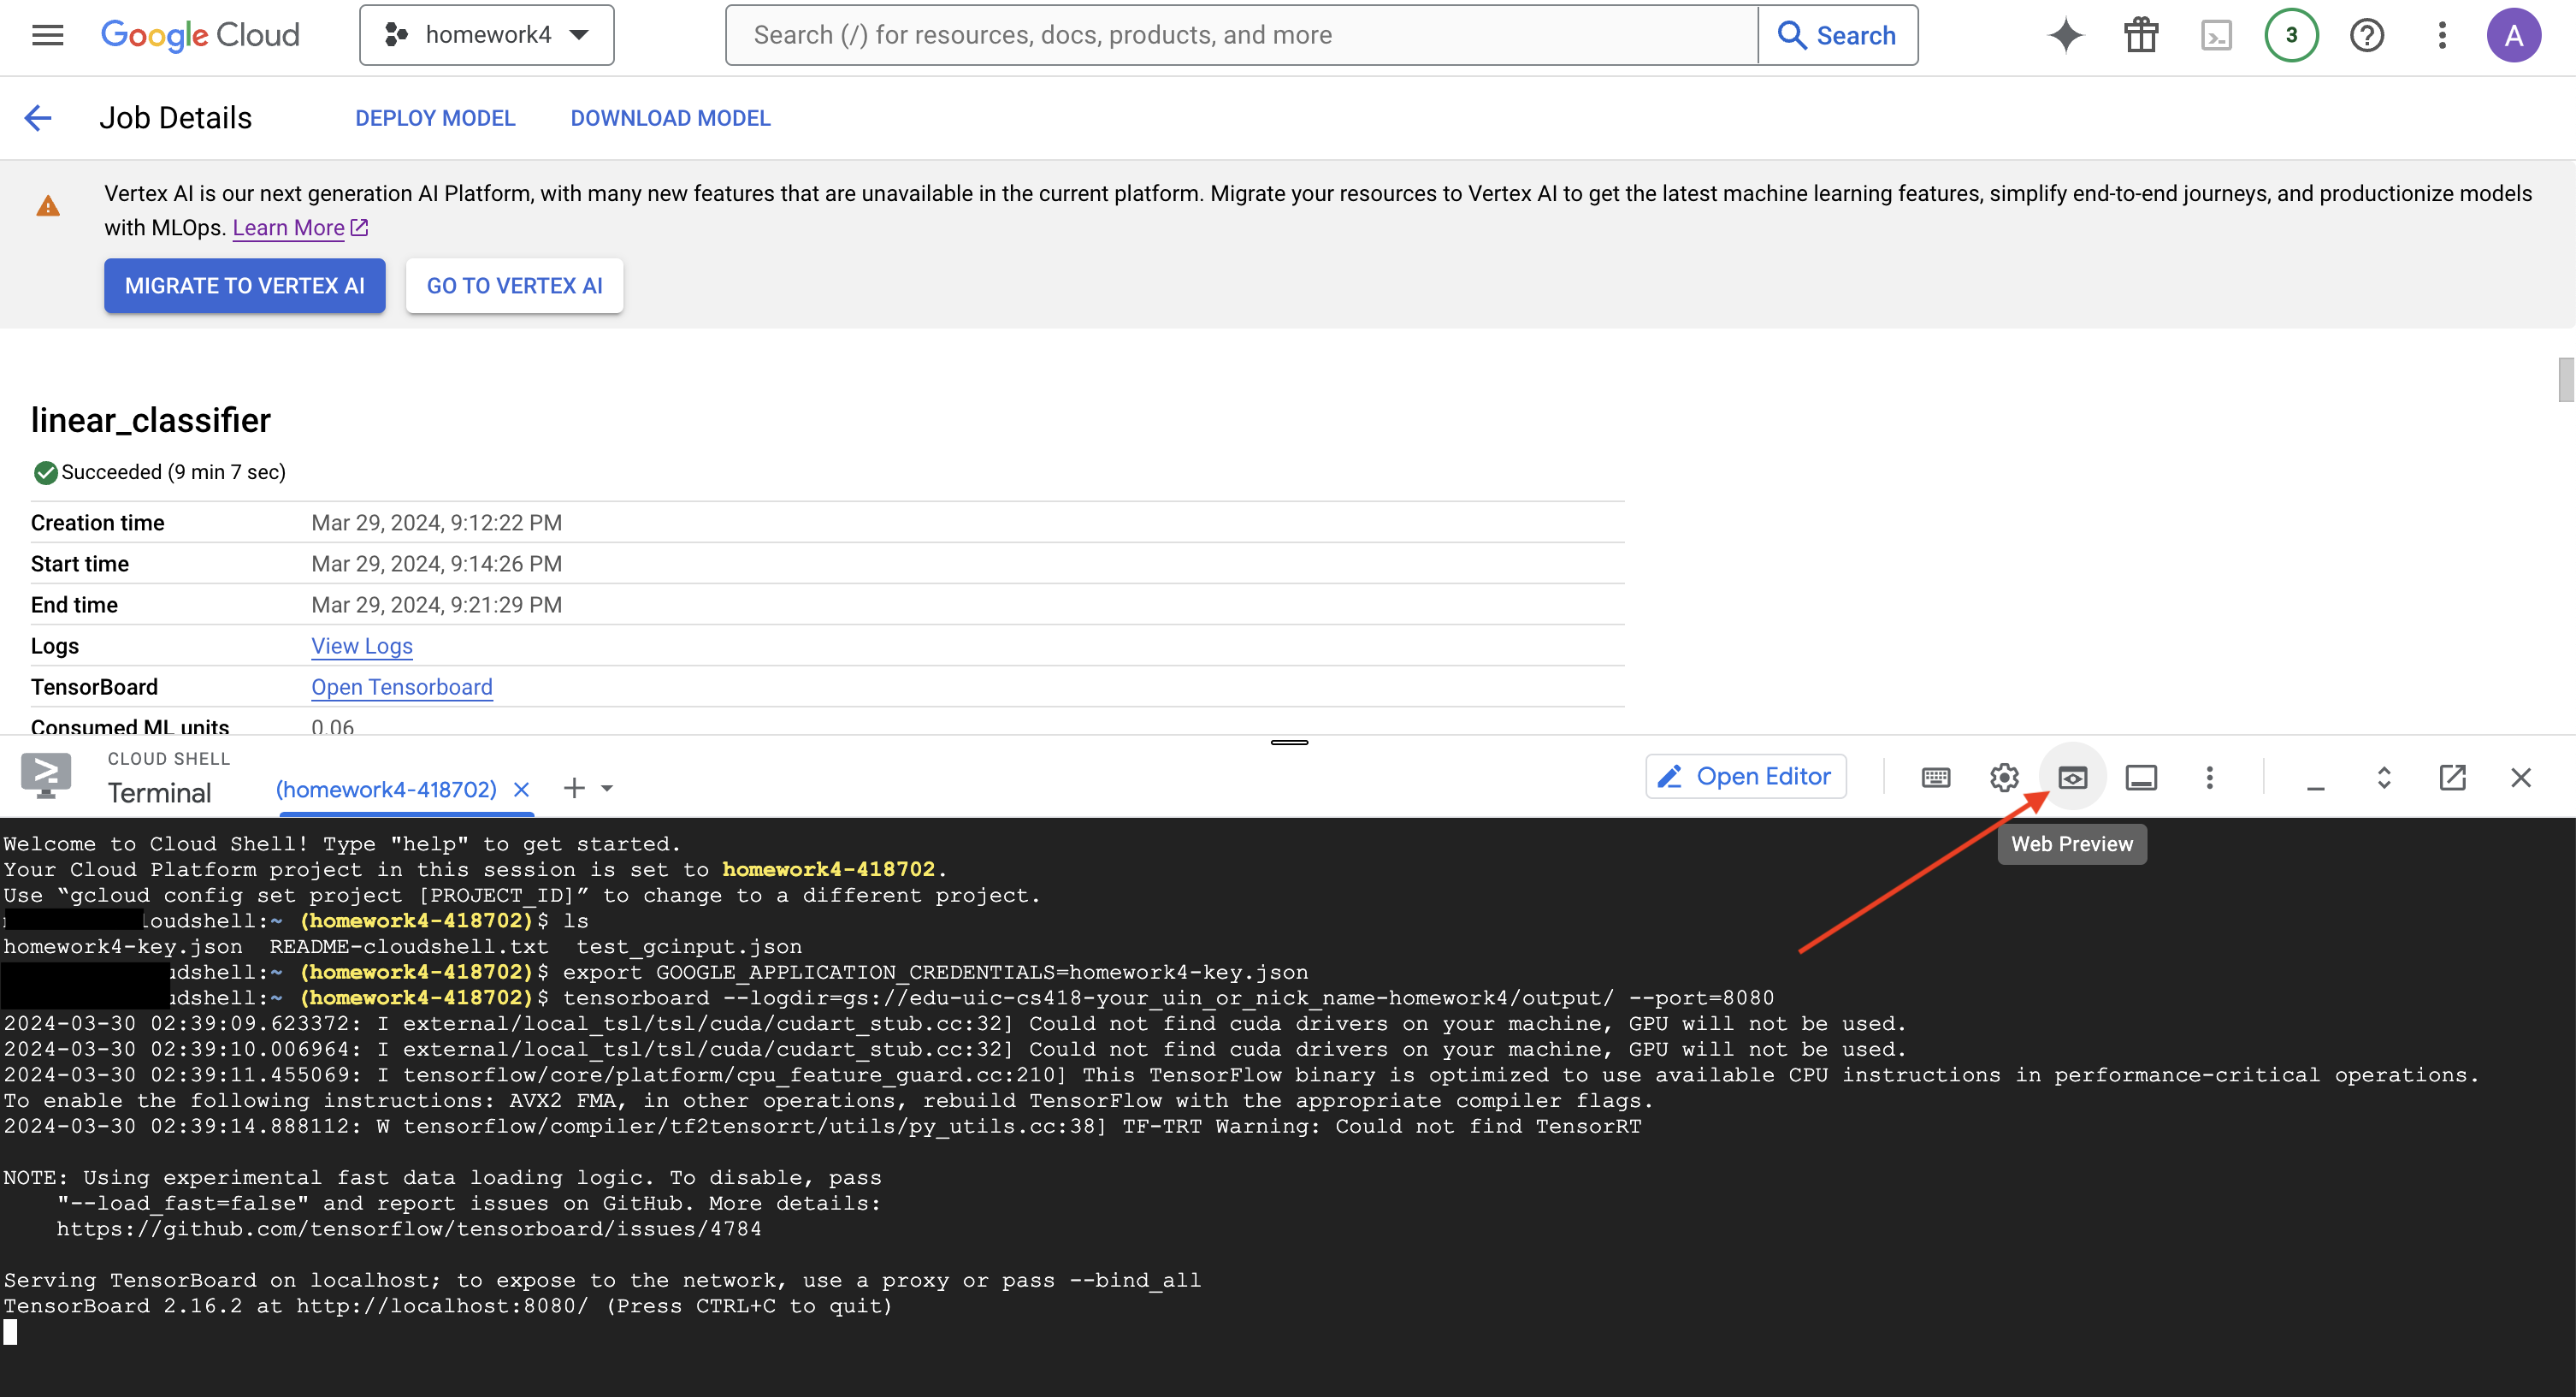 Google Cloud
homework4
Search (/) for resources, docs, products, and more
Search
3
A
Job Details
DEPLOY MODEL
DOWNLOAD MODEL
Vertex AI is our next generation AI Platform, with many new features that are unavailable in the current platform. Migrate your resources to Vertex AI to get the latest machine learning features, simplify end-to-end journeys, and productionize models
with MLOps. Learn More
MIGRATE TO VERTEX AI
GO TO VERTEX AI
linear_classifier
Succeeded (9 min 7 sec)
Creation time Mar 29, 2024, 9:12:22 PM
Start time Mar 29, 2024, 9:14:26 PM
End time Mar 29, 2024, 9:21:29 PM
Logs View Logs
TensorBoard Open Tensorboard
Consumed ML units 0.06
CLOUD SHELL
Terminal
(homework4-418702)
Open Editor
Web Preview
Welcome to Cloud Shell! Type "help" to get started.
Your Cloud Platform project in this session is set to homework4-418702.
Use “gcloud config set project [PROJECT_ID]” to change to a different project.
loudshell:~ (homework4-418702)$ ls
homework4-key.json  README-cloudshell.txt  test_gcinput.json
udshell:~ (homework4-418702)$ export GOOGLE_APPLICATION_CREDENTIALS=homework4-key.json
udshell:~ (homework4-418702)$ tensorboard --logdir=gs://edu-uic-cs418-your_uin_or_nick_name-homework4/output/ --port=8080
2024-03-30 02:39:09.623372: I external/local_tsl/tsl/cuda/cudart_stub.cc:32] Could not find cuda drivers on your machine, GPU will not be used.
2024-03-30 02:39:10.006964: I external/local_tsl/tsl/cuda/cudart_stub.cc:32] Could not find cuda drivers on your machine, GPU will not be used.
2024-03-30 02:39:11.455069: I tensorflow/core/platform/cpu_feature_guard.cc:210] This TensorFlow binary is optimized to use available CPU instructions in performance-critical operations.
To enable the following instructions: AVX2 FMA, in other operations, rebuild TensorFlow with the appropriate compiler flags.
2024-03-30 02:39:14.888112: W tensorflow/compiler/tf2tensorrt/utils/py_utils.cc:38] TF-TRT Warning: Could not find TensorRT
NOTE: Using experimental fast data loading logic. To disable, pass
"--load_fast=false" and report issues on GitHub. More details:
https://github.com/tensorflow/tensorboard/issues/4784
Serving TensorBoard on localhost; to expose to the network, use a proxy or pass --bind_all
TensorBoard 2.16.2 at http://localhost:8080/ (Press CTRL+C to quit)